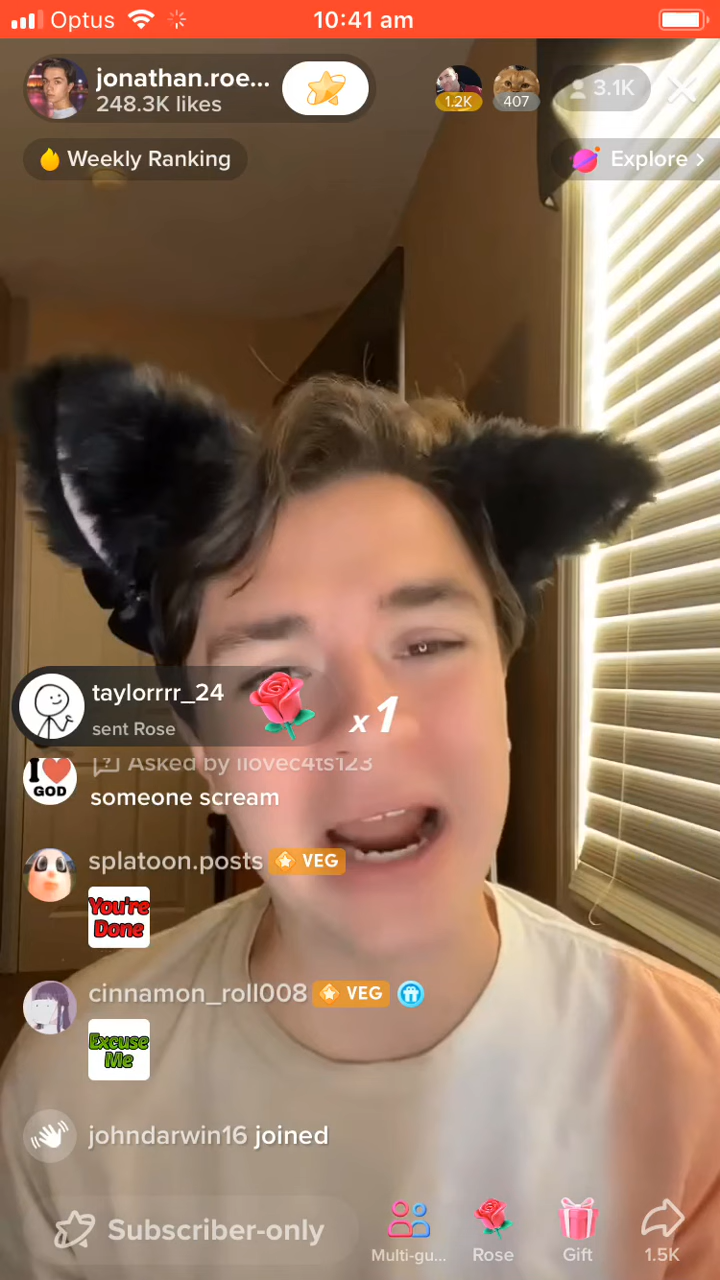 Optus
10:41 am
jonathan.roe...
248.3K likes
1.2K
407
3.1K
Weekly Ranking
Explore >
taylorrrr_24
sent Rose
x1
I ❤ GOD
Asked by ilovec4ts123
someone scream
splatoon.posts
VEG
You're Done
cinnamon_roll008
VEG
Excuse Me
johndarwin16 joined
Subscriber-only
Multi-gu...
Rose
Gift
1.5K